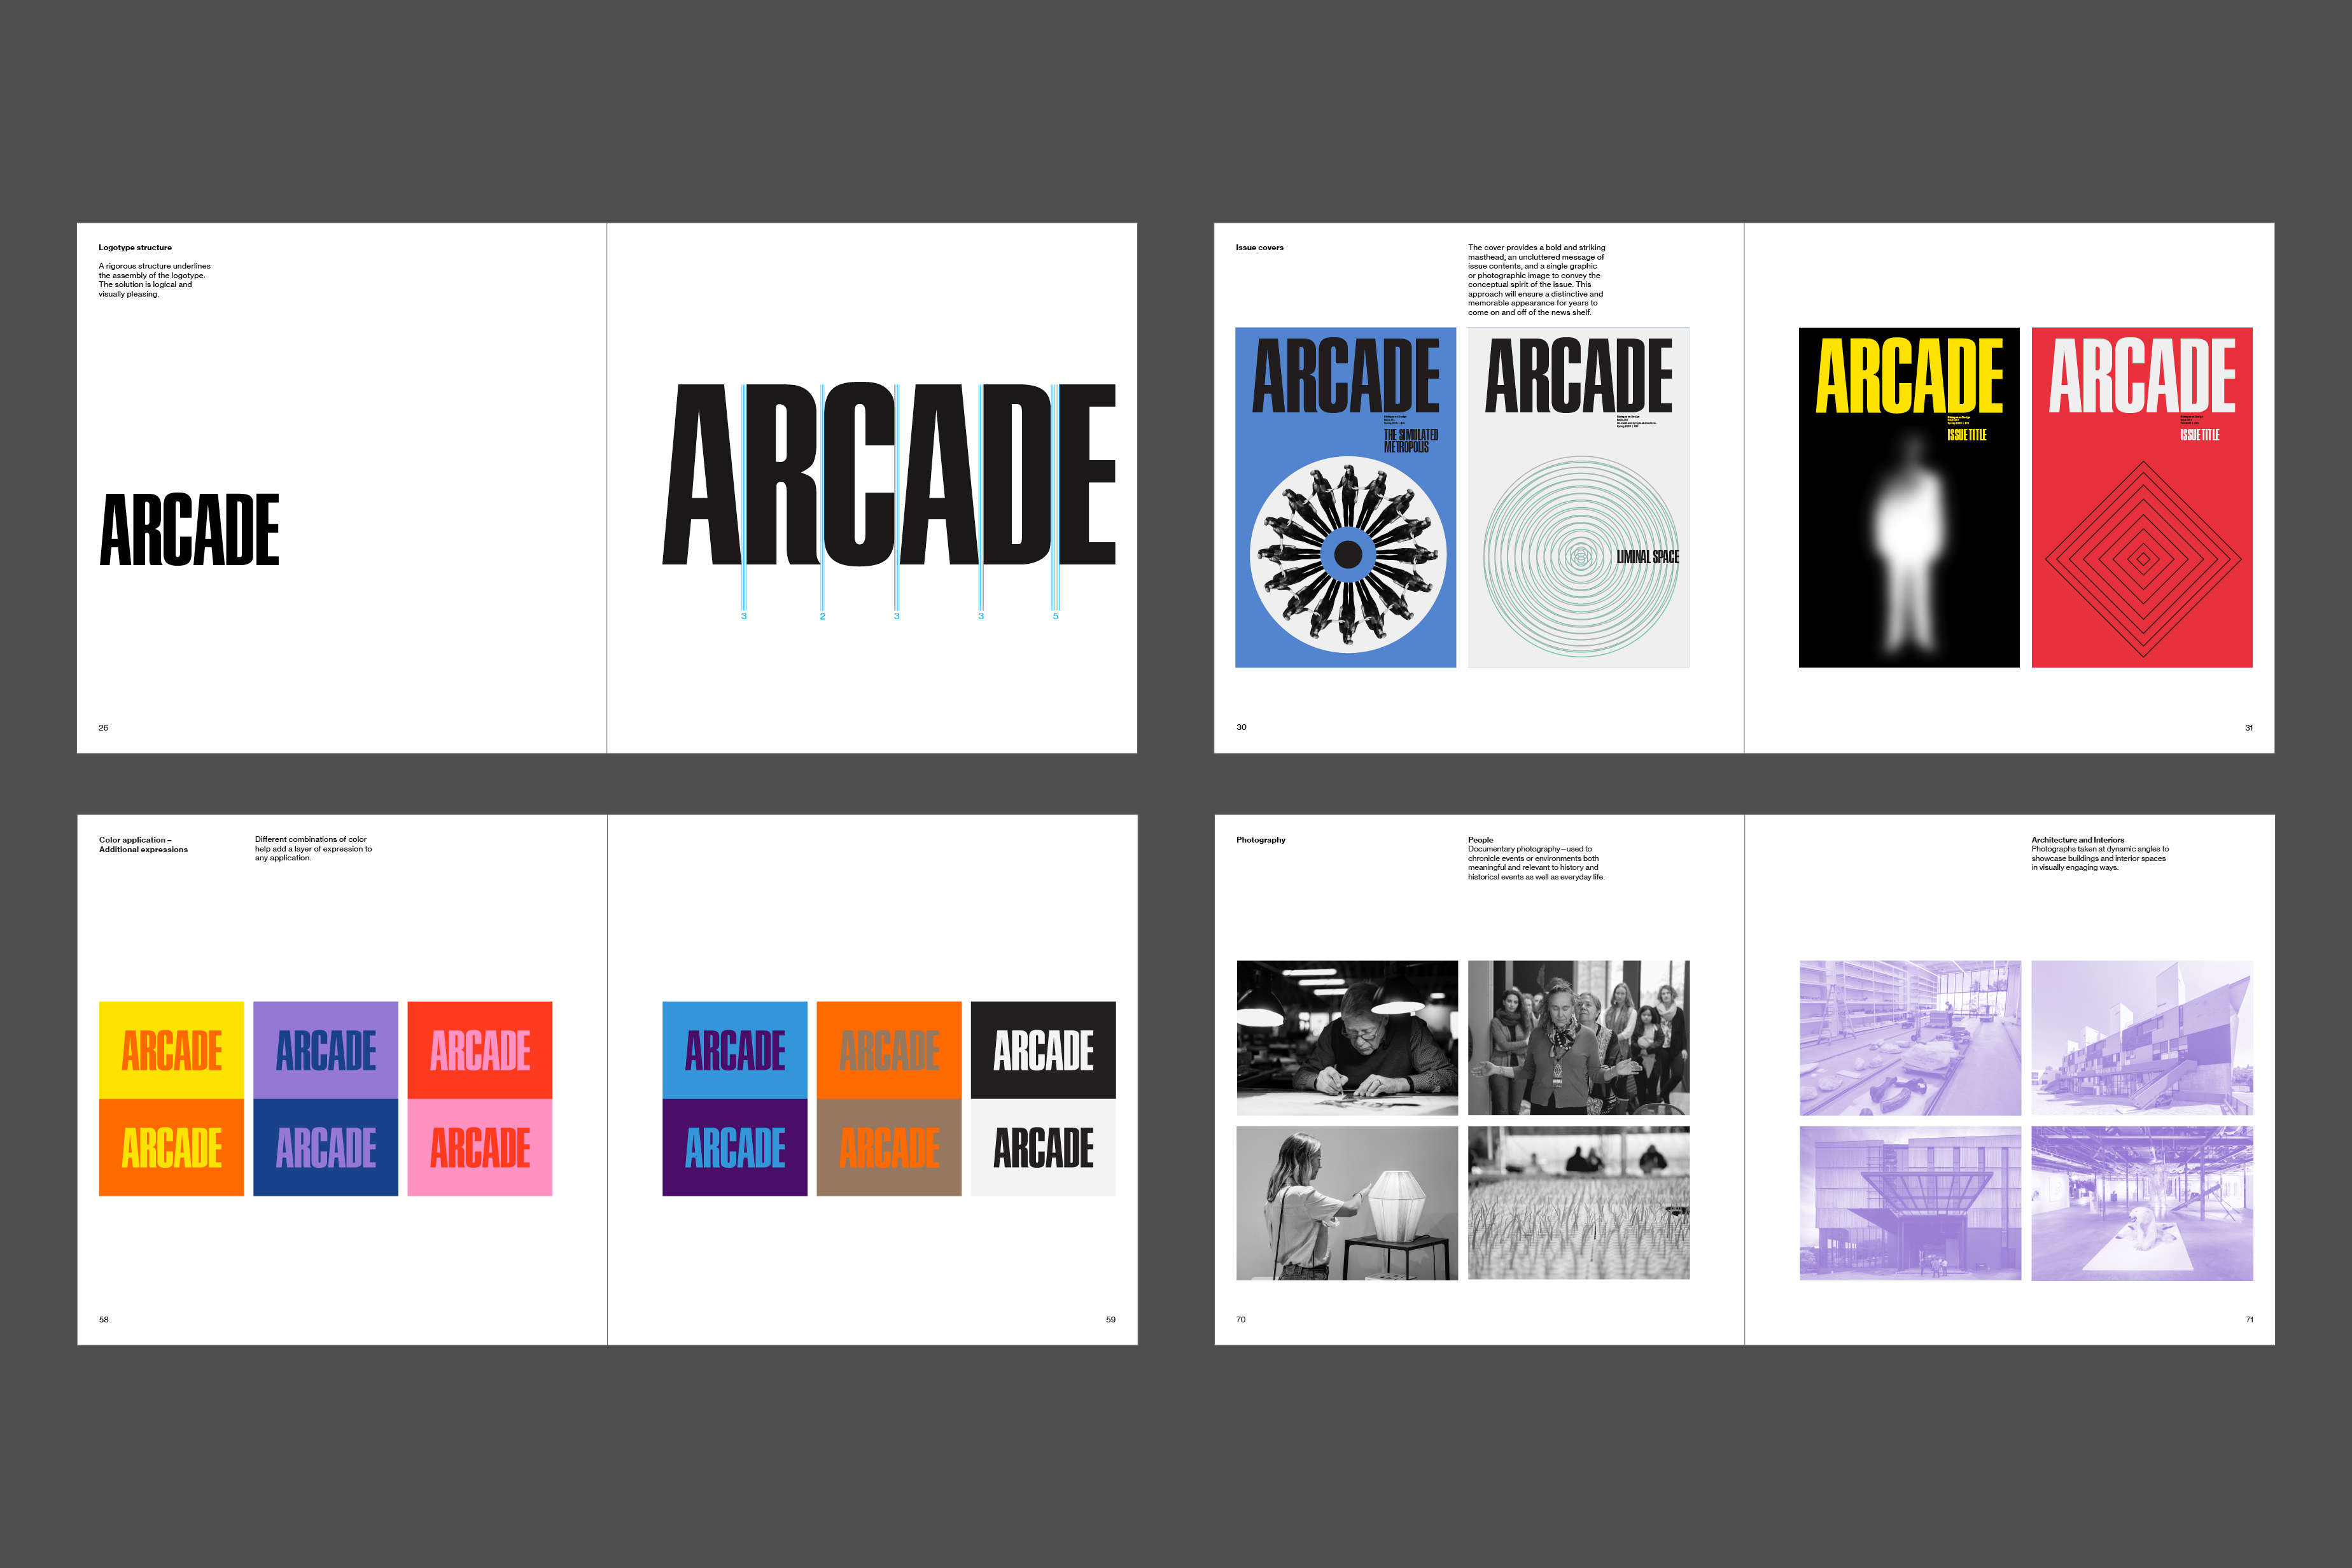 Logotype structure
A rigorous structure underlines
the assembly of the logotype.
The solution is logical and
visually pleasing.
ARCADE
26
ARCADE
3 2 3 3 5
Issue covers
The cover provides a bold and striking
masthead, an uncluttered message of
issue contents, and a single graphic
or photographic image to convey the
conceptual spirit of the issue. This
approach will ensure a distinctive and
memorable appearance for years to
come on and off of the news shelf.
ARCADE
THE SIMULATED
METROPOLIS
ARCADE
LIMINAL SPACE
30
ARCADE
ISSUE TITLE
ARCADE
ISSUE TITLE
31
Color application –
Additional expressions
Different combinations of color
help add a layer of expression to
any application.
ARCADE
ARCADE
ARCADE
ARCADE
ARCADE
ARCADE
58
ARCADE
ARCADE
ARCADE
ARCADE
ARCADE
ARCADE
59
Photography
People
Documentary photography—used to
chronicle events or environments both
meaningful and relevant to history and
historical events as well as everyday life.
70
Architecture and Interiors
Photographs taken at dynamic angles to
showcase buildings and interior spaces
in visually engaging ways.
71